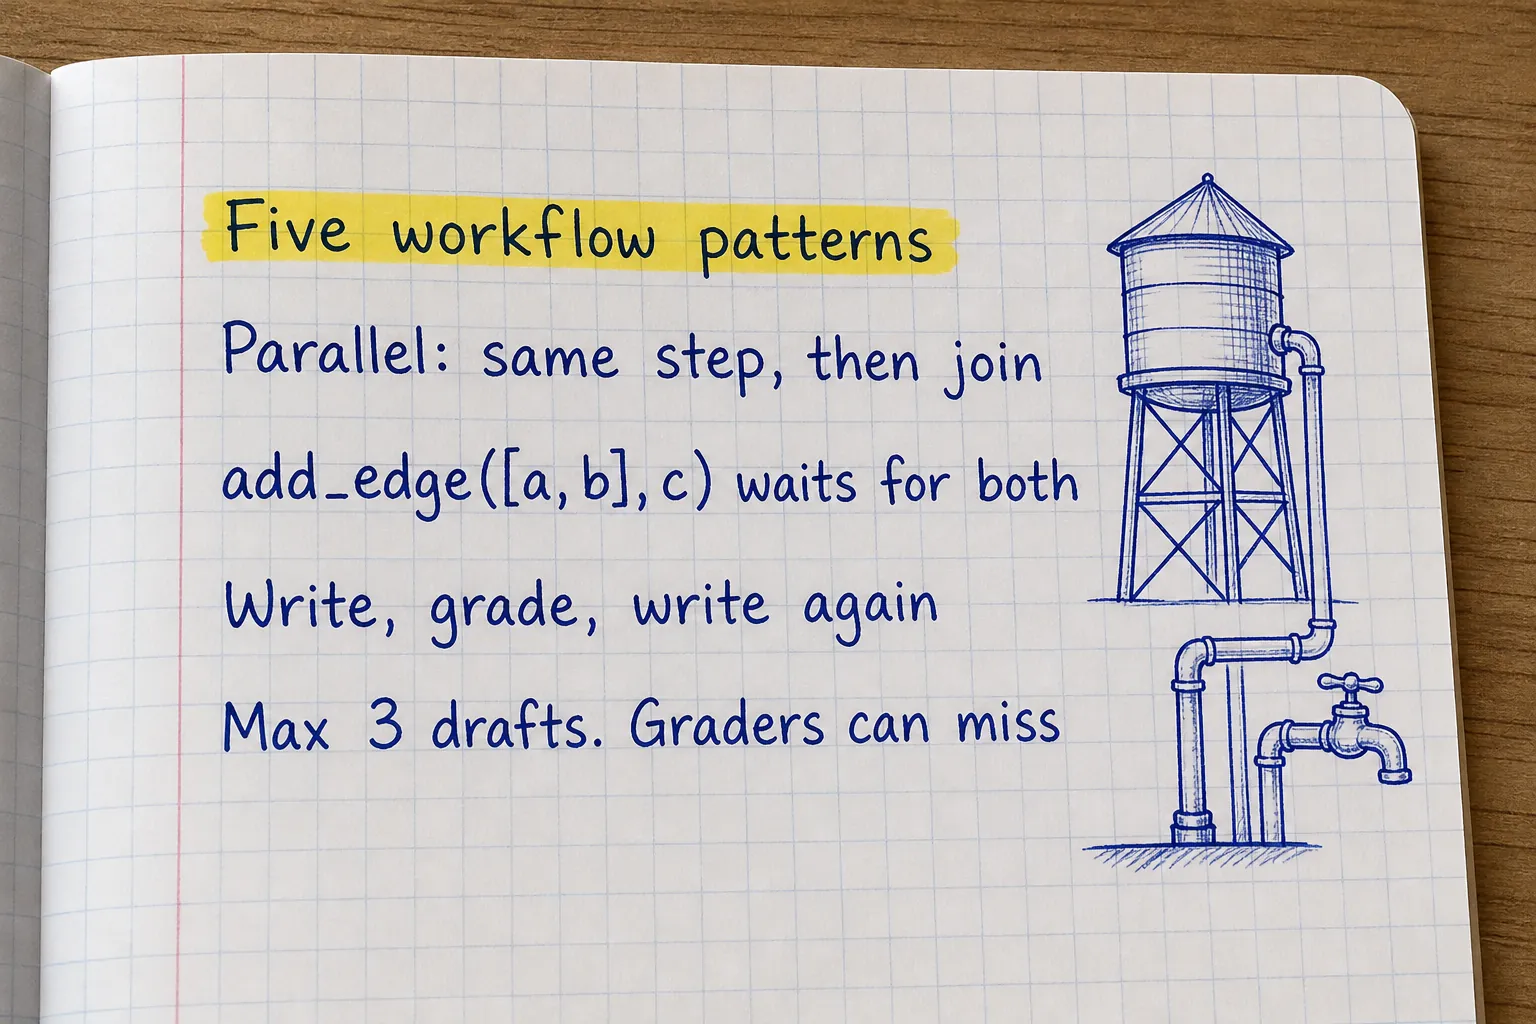 Five workflow patterns
Parallel: same step, then join
add_edge([a, b], c) waits for both
Write, grade, write again
Max 3 drafts. Graders can miss